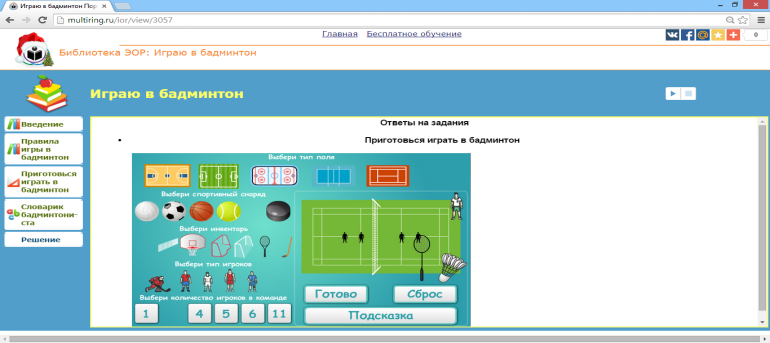 Играю в бадминтон Пор
multiring.ru/ior/view/3057
Главная Бесплатное обучение
0
Библиотека ЭОР: Играю в бадминтон
Играю в бадминтон
Введение
Правила
игры в
бадминтон
Приготовься
играть в
бадминтон
Словарик
бадминтони-
ста
Решение
Ответы на задания
Приготовься играть в бадминтон
Выбери тип поля
Выбери спортивный снаряд
Выбери инвентарь
Выбери тип игроков
Выбери количество игроков в команде
1 4 5 6 11
Готово Сброс
Подсказка